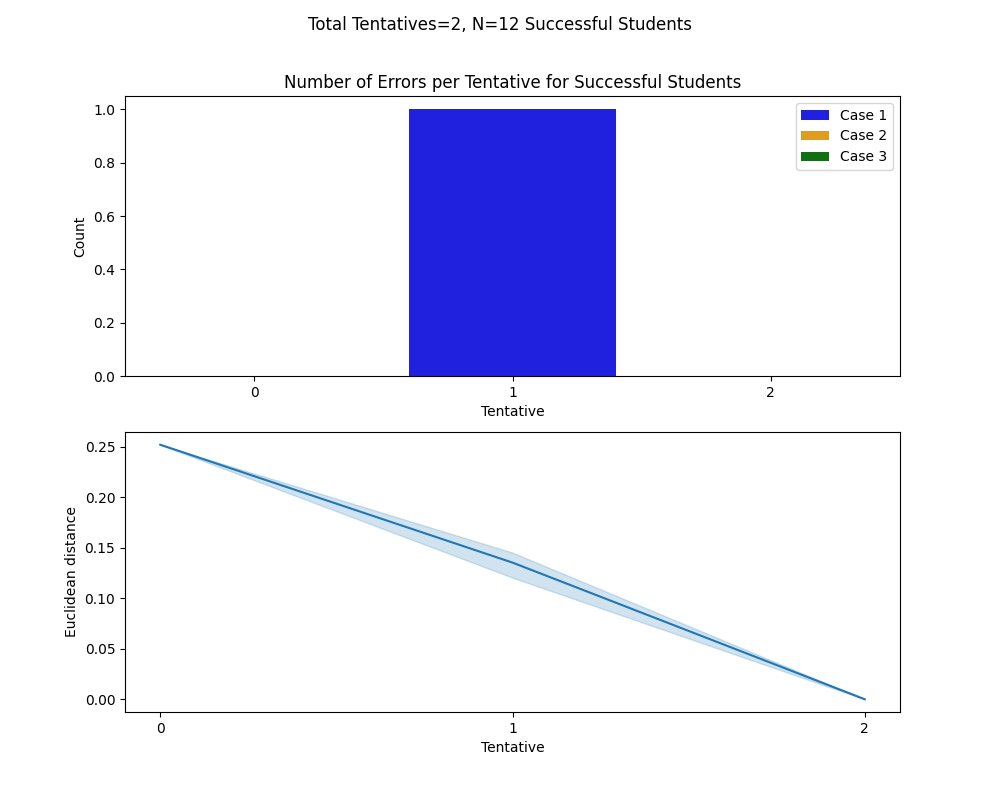 Total Tentatives=2, N=12 Successful Students
Number of Errors per Tentative for Successful Students
1.0
0.8
0.6
0.4
0.2
0.0
Count
Case 1
Case 2
Case 3
0 1 2
Tentative
0.25
0.20
0.15
0.10
0.05
0.00
Euclidean distance
0 1 2
Tentative